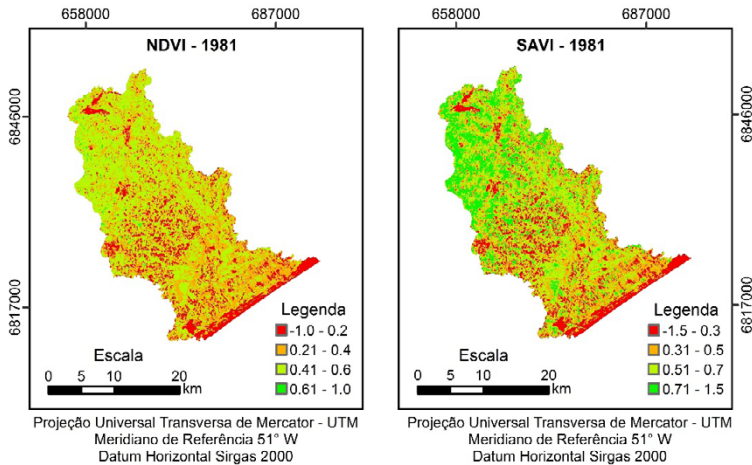 658000
687000
NDVI - 1981
6846000
6817000
Legenda
-1.0 - 0.2
0.21 - 0.4
0.41 - 0.6
0.61 - 1.0
Escala
0 5 10 20
km
Projeção Universal Transversa de Mercator - UTM
Meridiano de Referência 51° W
Datum Horizontal Sirgas 2000
658000
687000
SAVI - 1981
6846000
6817000
Legenda
-1.5 - 0.3
0.31 - 0.5
0.51 - 0.7
0.71 - 1.5
Escala
0 5 10 20
km
Projeção Universal Transversa de Mercator - UTM
Meridiano de Referência 51° W
Datum Horizontal Sirgas 2000